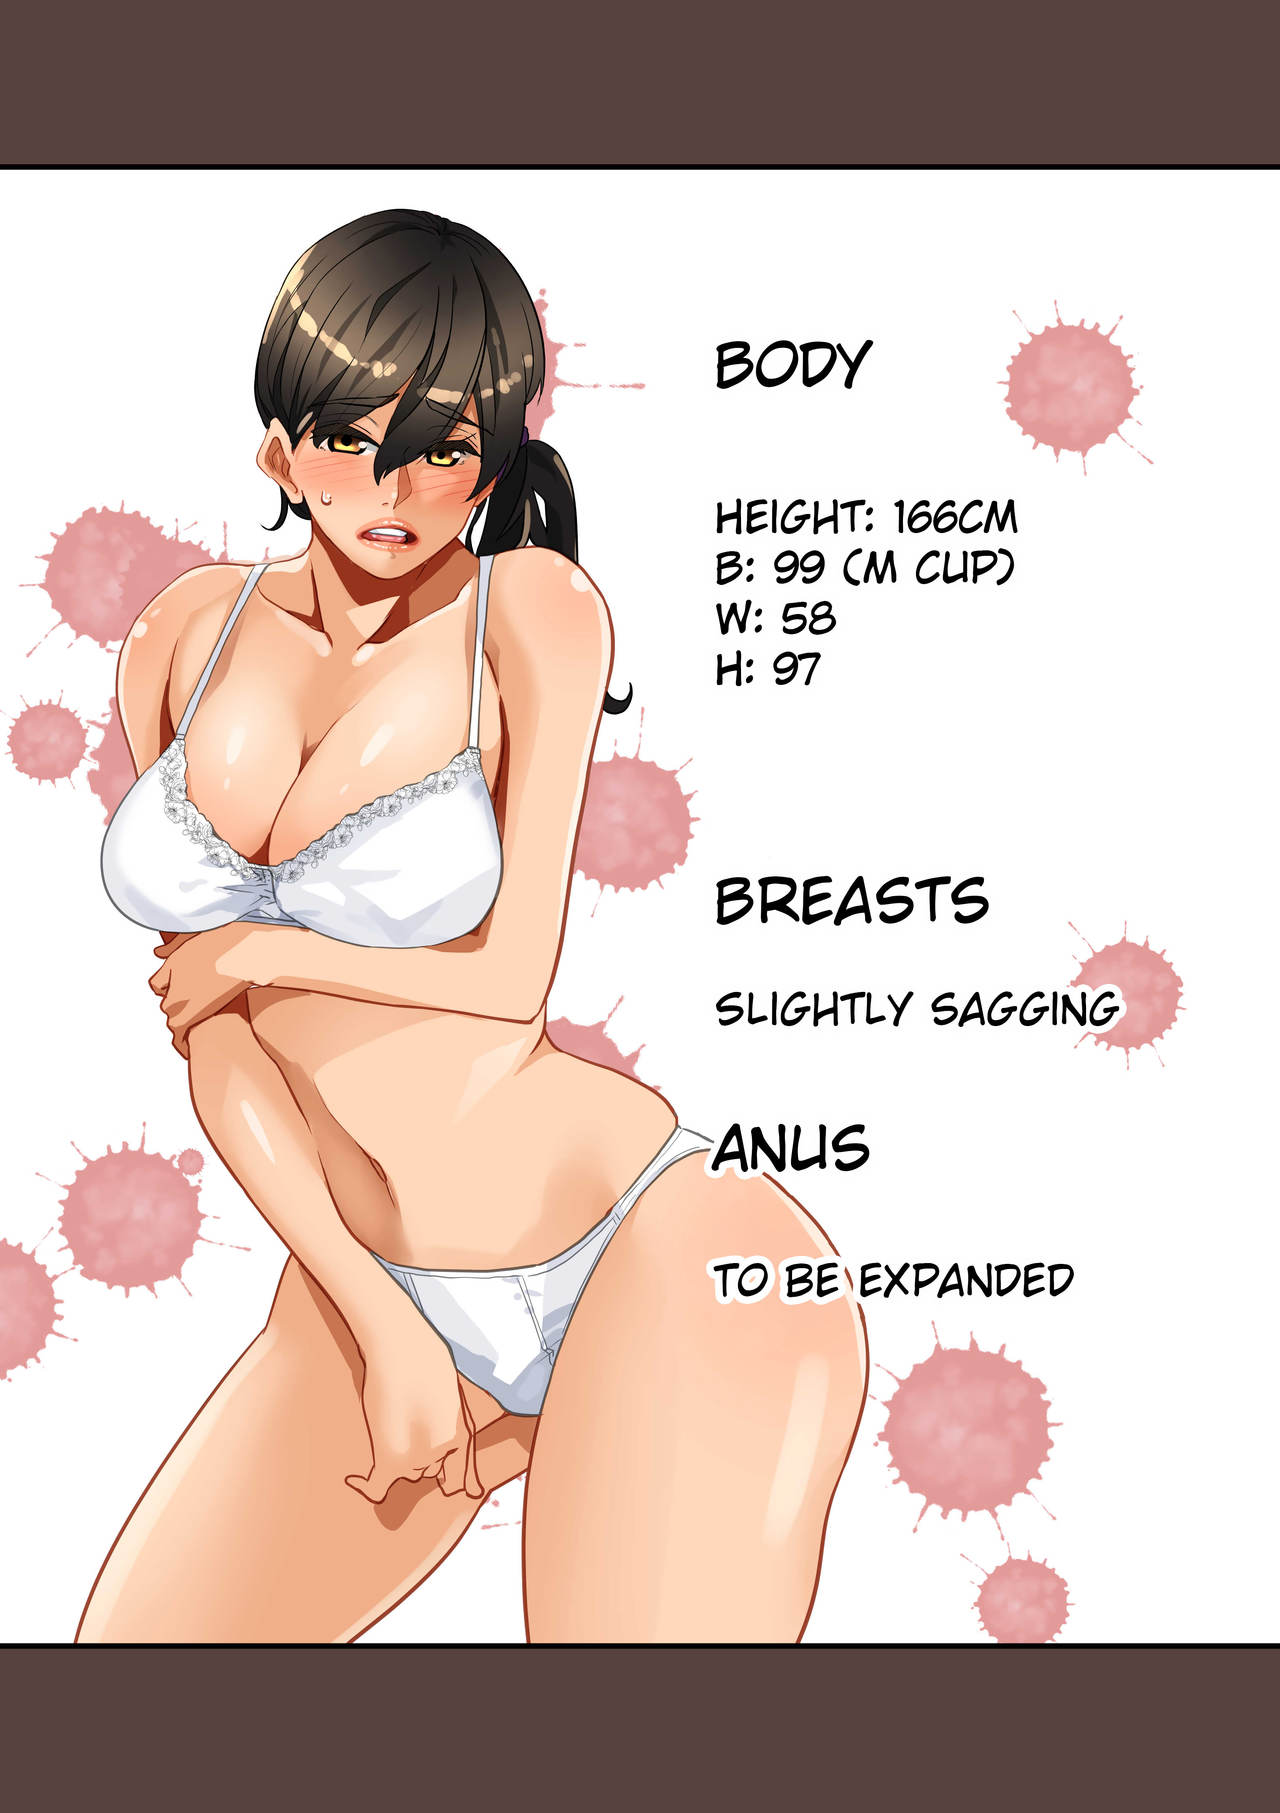 BODY
HEIGHT: 166CM
B: 99 (M CUP)
W: 58
H: 97
BREASTS
SLIGHTLY SAGGING
ANUS
TO BE EXPANDED